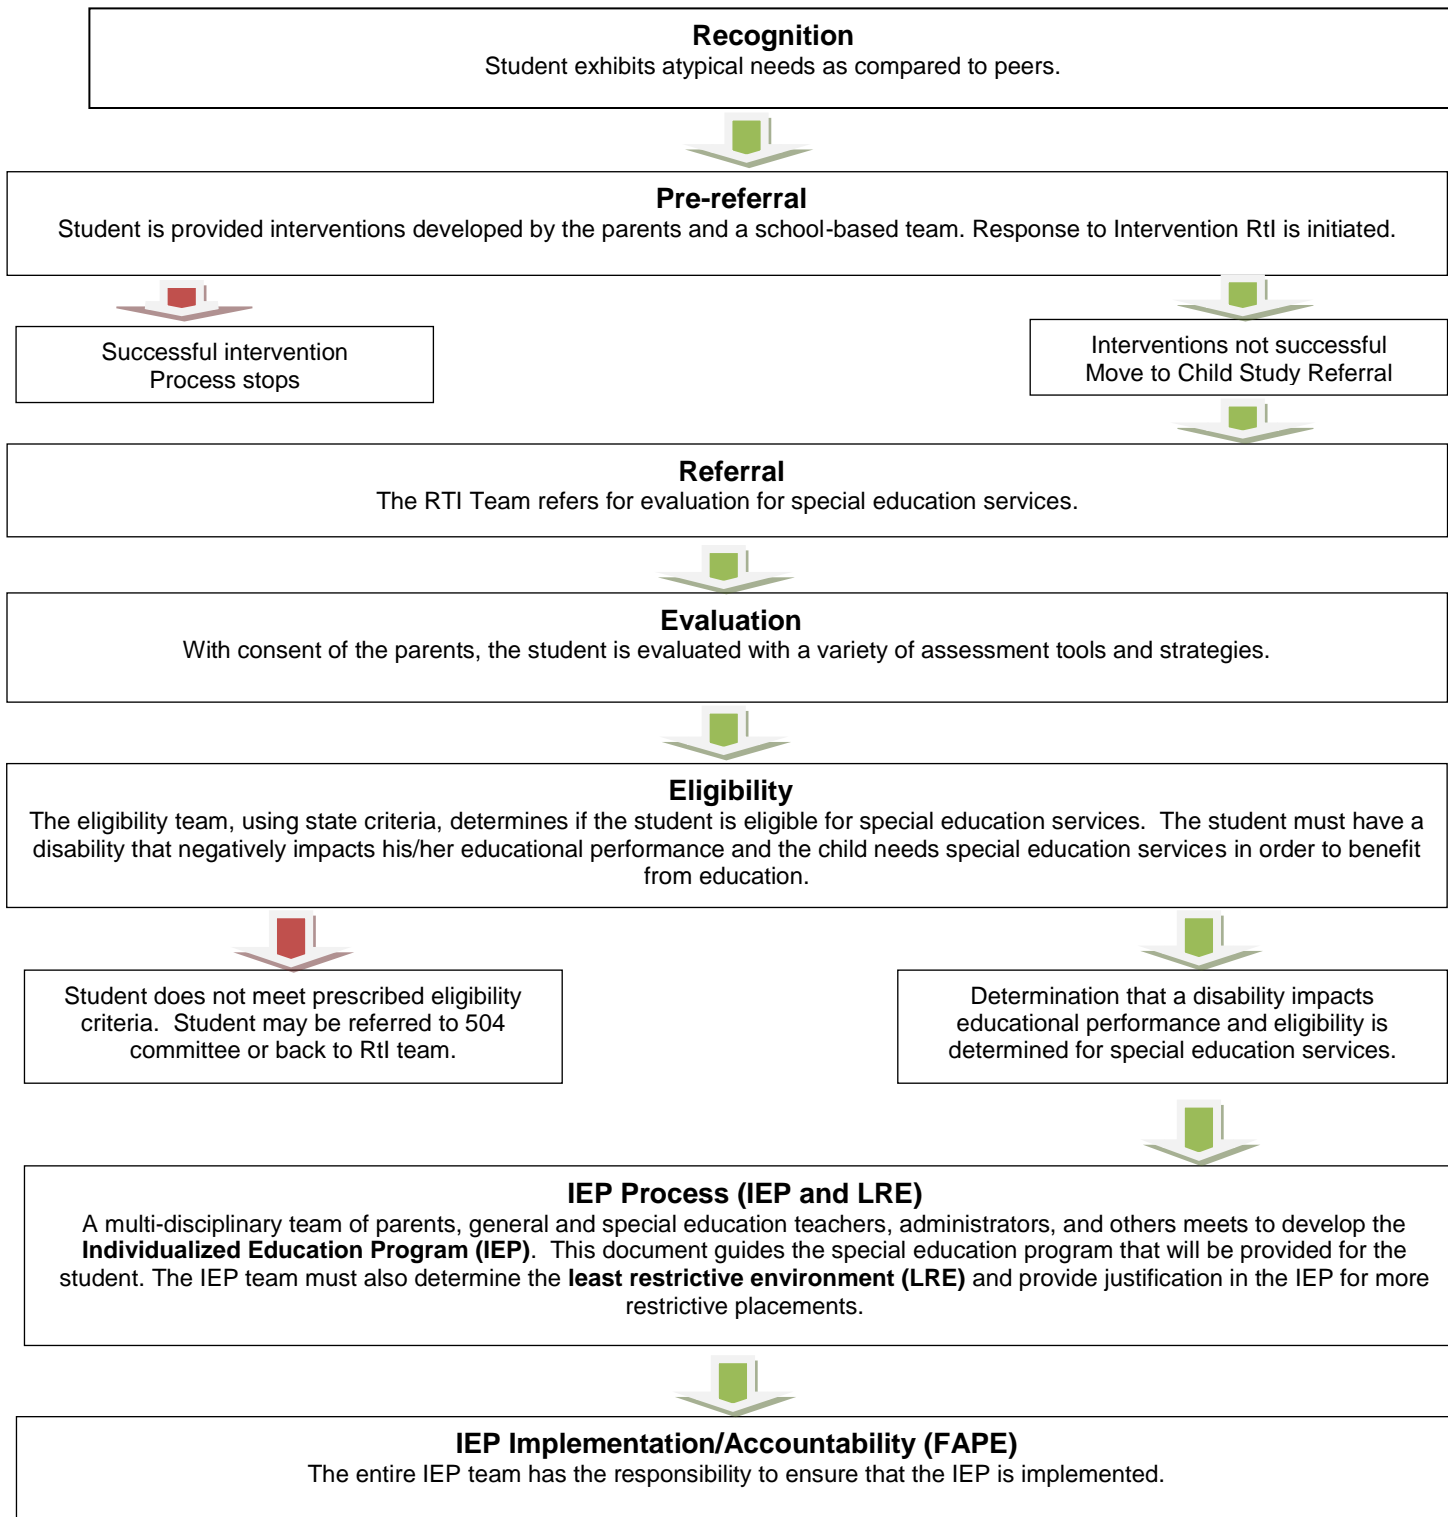 Recognition
Student exhibits atypical needs as compared to peers.
Pre-referral
Student is provided interventions developed by the parents and a school-based team. Response to Intervention RtI is initiated.
Successful intervention
Process stops
Interventions not successful
Move to Child Study Referral
Referral
The RTI Team refers for evaluation for special education services.
Evaluation
With consent of the parents, the student is evaluated with a variety of assessment tools and strategies.
Eligibility
The eligibility team, using state criteria, determines if the student is eligible for special education services. The student must have a
disability that negatively impacts his/her educational performance and the child needs special education services in order to benefit
from education.
Student does not meet prescribed eligibility
criteria. Student may be referred to 504
committee or back to RtI team.
Determination that a disability impacts
educational performance and eligibility is
determined for special education services.
IEP Process (IEP and LRE)
A multi-disciplinary team of parents, general and special education teachers, administrators, and others meets to develop the
Individualized Education Program (IEP). This document guides the special education program that will be provided for the
student. The IEP team must also determine the least restrictive environment (LRE) and provide justification in the IEP for more
restrictive placements.
IEP Implementation/Accountability (FAPE)
The entire IEP team has the responsibility to ensure that the IEP is implemented.